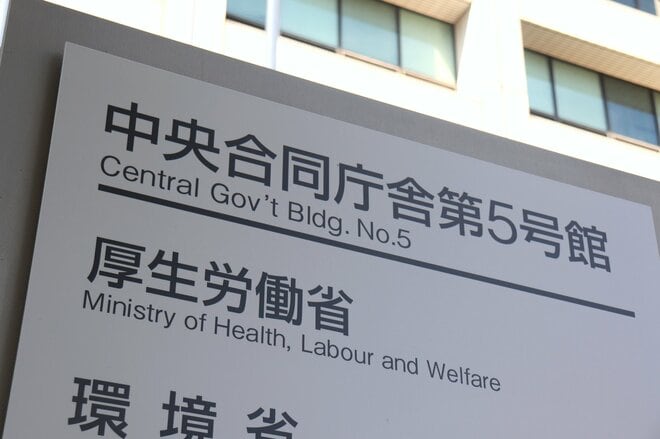 中央合同庁舎第5号館
Central Gov't Bldg. No.5
厚生労働省
Ministry of Health, Labour and Welfare
環境省